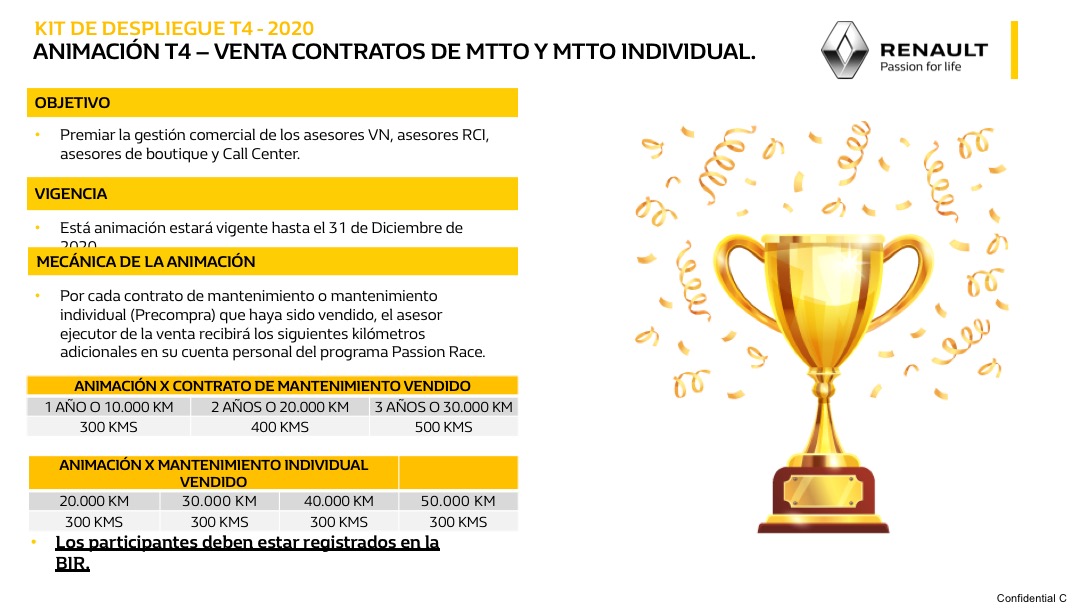 KIT DE DESPLIEGUE T4 - 2020
ANIMACIÓN T4 – VENTA CONTRATOS DE MTTO Y MTTO INDIVIDUAL.
RENAULT
Passion for life
OBJETIVO
• Premiar la gestión comercial de los asesores VN, asesores RCI,
asesores de boutique y Call Center.
VIGENCIA
• Está animación estará vigente hasta el 31 de Diciembre de
2020
MECÁNICA DE LA ANIMACIÓN
• Por cada contrato de mantenimiento o mantenimiento
individual (Precompra) que haya sido vendido, el asesor
ejecutor de la venta recibirá los siguientes kilómetros
adicionales en su cuenta personal del programa Passion Race.
ANIMACIÓN X CONTRATO DE MANTENIMIENTO VENDIDO
1 AÑO O 10.000 KM 2 AÑOS O 20.000 KM 3 AÑOS O 30.000 KM
300 KMS 400 KMS 500 KMS
ANIMACIÓN X MANTENIMIENTO INDIVIDUAL
VENDIDO
20.000 KM 30.000 KM 40.000 KM 50.000 KM
300 KMS 300 KMS 300 KMS 300 KMS
• Los participantes deben estar registrados en la
BIR.
Confidential C